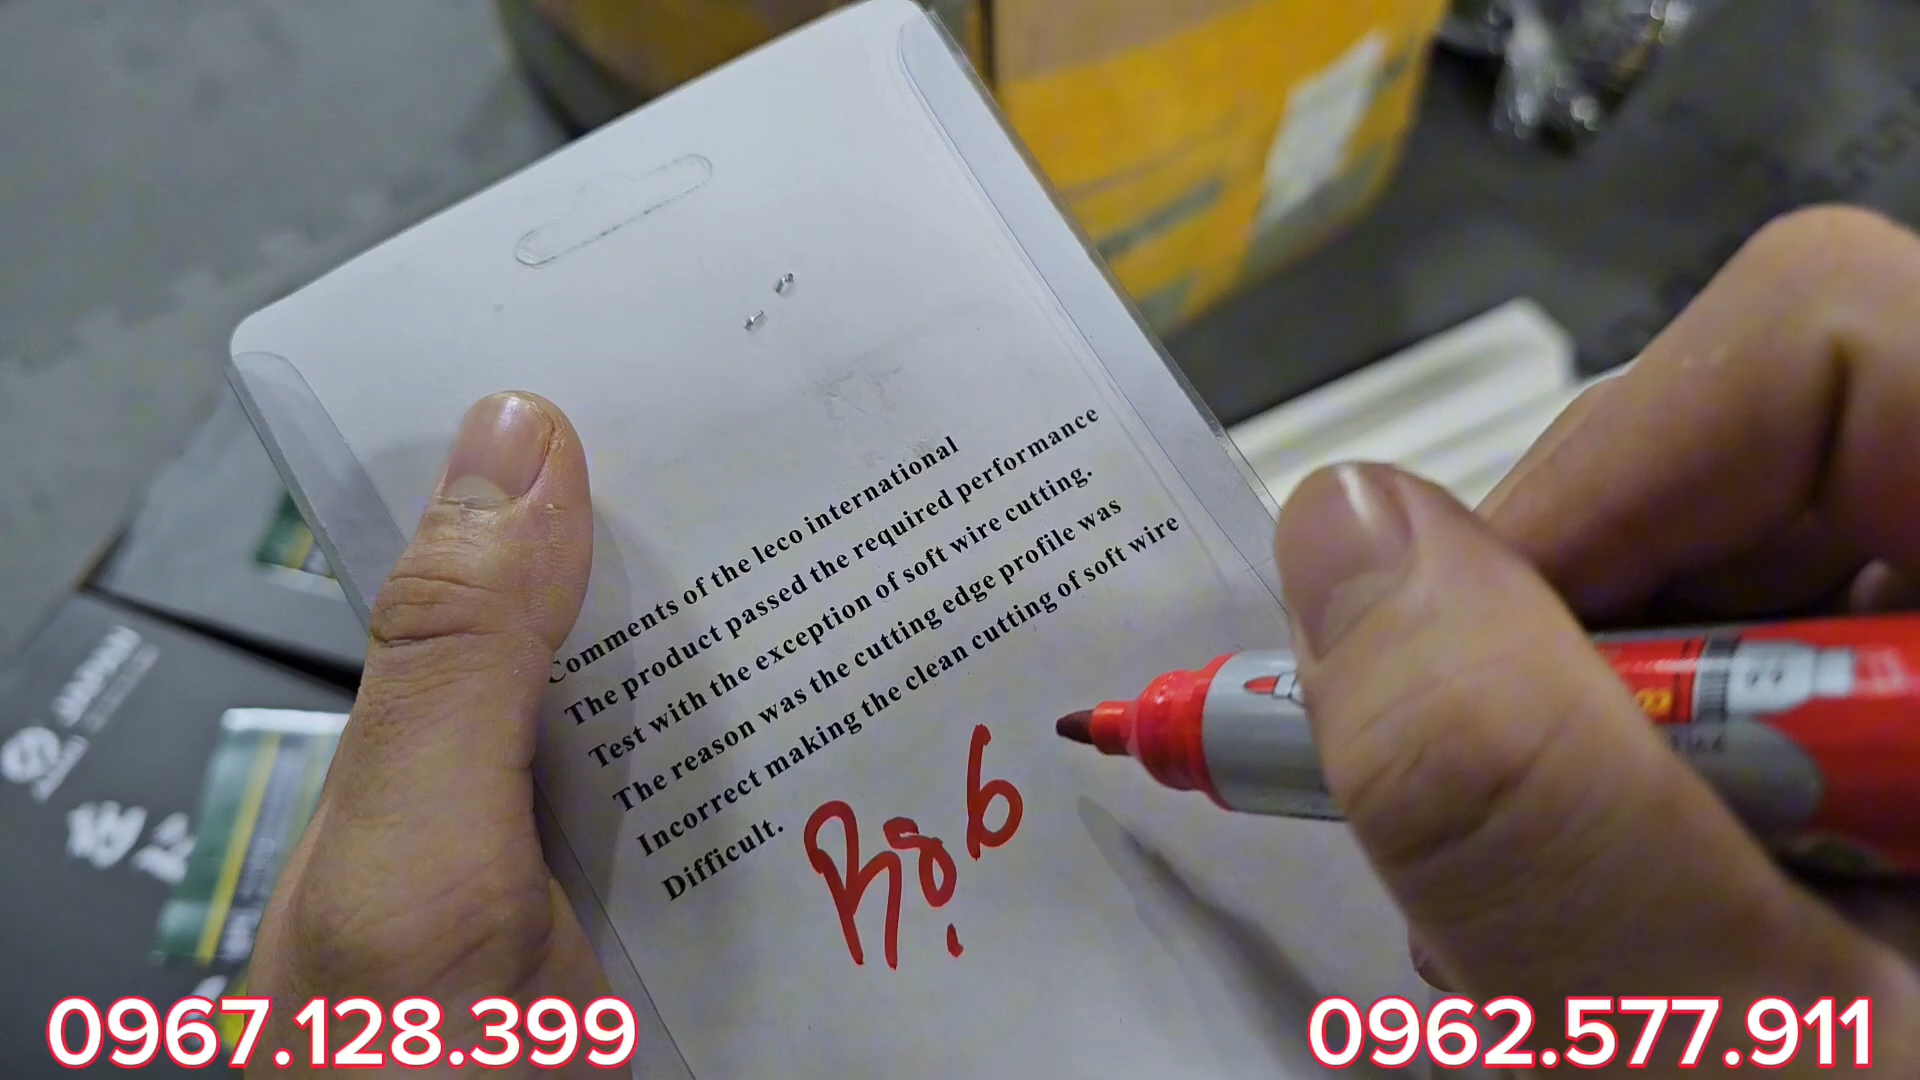 Comments of the leco international
The product passed the required performance
Test with the exception of soft wire cutting.
The reason was the cutting edge profile was
Incorrect making the clean cutting of soft wire
Difficult.
Bộ 6
JAPAN
0967.128.399
0962.577.911